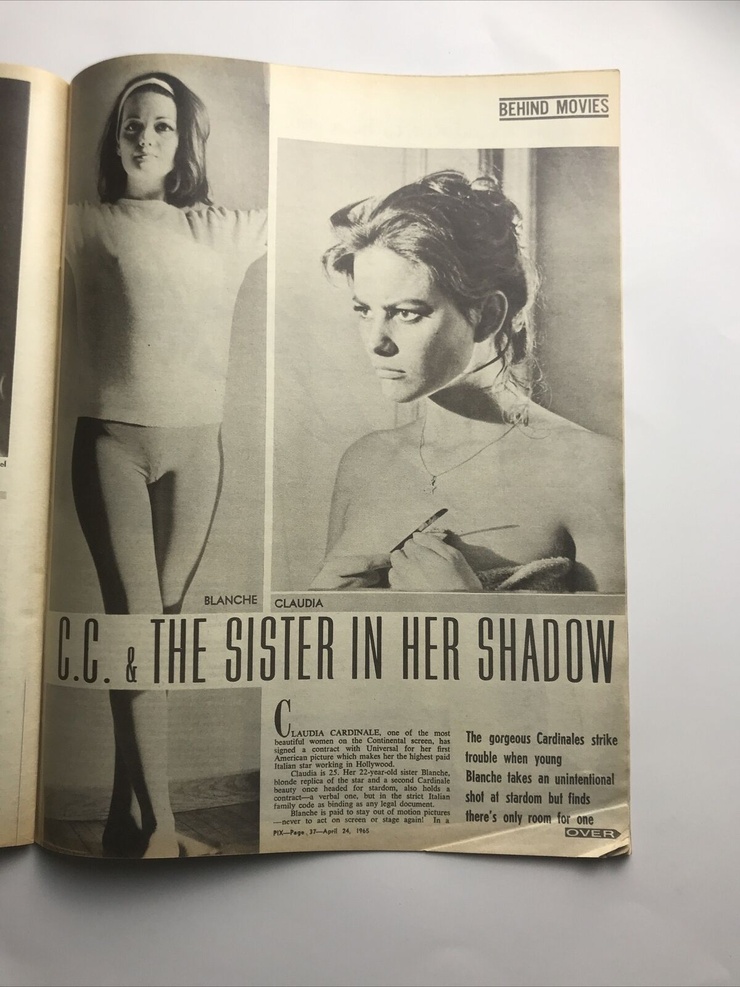 BEHIND MOVIES
BLANCHE
CLAUDIA
C.C. & THE SISTER IN HER SHADOW
CLAUDIA CARDINALE, one of the most
beautiful women on the Continental screen, has
signed a contract with Universal for her first
American picture which makes her the highest paid
Italian star working in Hollywood.
Claudia is 25. Her 22-year-old sister Blanche,
blonde replica of the star and a second Cardinale
beauty once headed for stardom, also holds a
contract—a verbal one, but in the strict Italian
family code as binding as any legal document.
Blanche is paid to stay out of motion pictures
—never to act on screen or stage again! In a
PIX—Page 37—April 24, 1965
The gorgeous Cardinales strike
trouble when young
Blanche takes an unintentional
shot at stardom but finds
there's only room for one
OVER
el